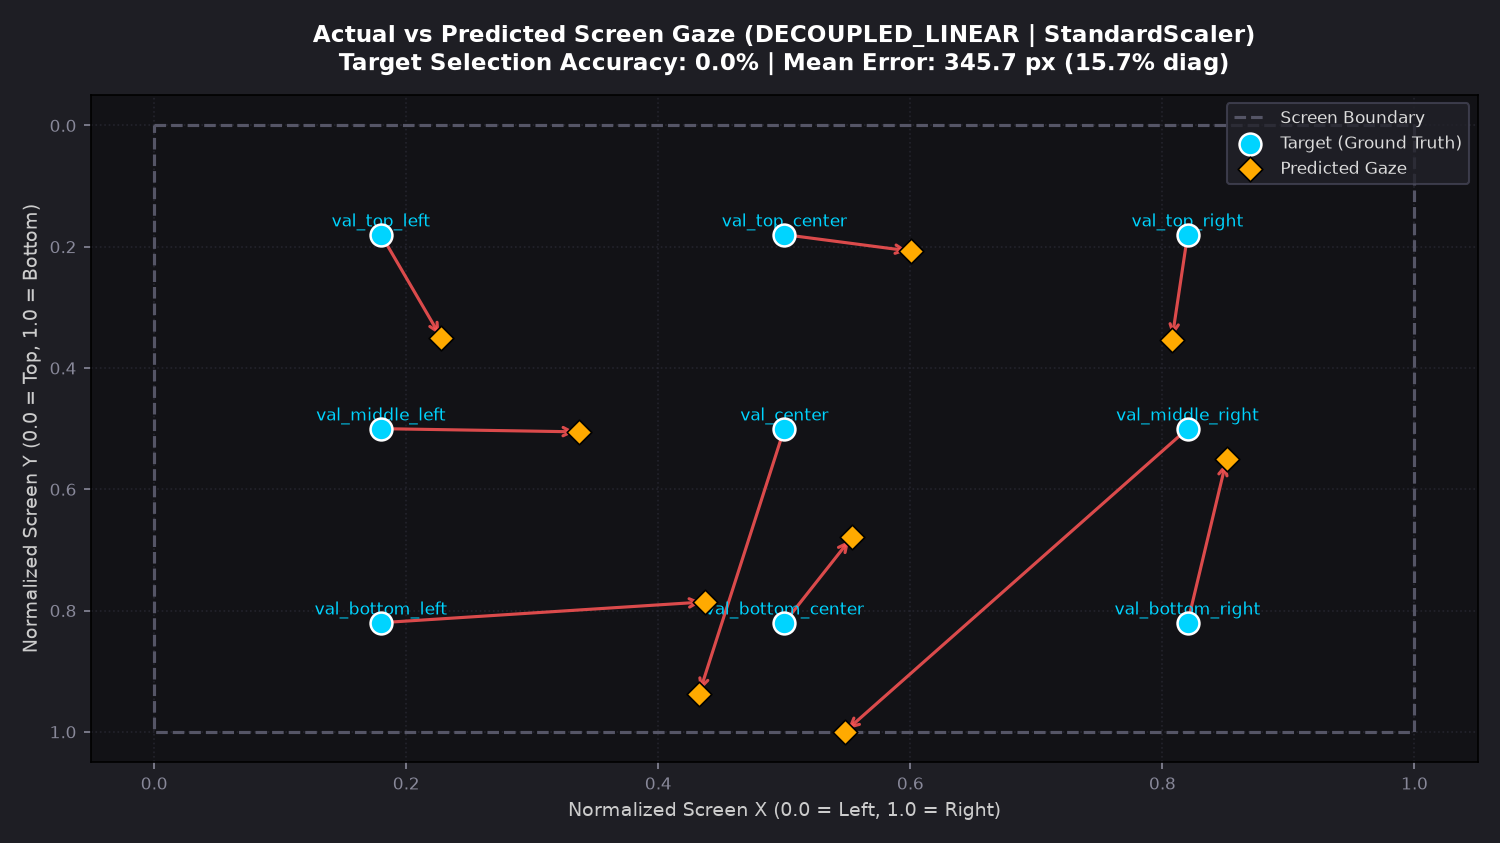 Actual vs Predicted Screen Gaze (DECOUPLED_LINEAR | StandardScaler)
Target Selection Accuracy: 0.0% | Mean Error: 345.7 px (15.7% diag)
Screen Boundary
Target (Ground Truth)
Predicted Gaze
Normalized Screen Y (0.0 = Top, 1.0 = Bottom)
0.0
0.2
0.4
0.6
0.8
1.0
val_top_left
val_top_center
val_top_right
val_middle_left
val_center
val_middle_right
val_bottom_left
val_bottom_center
val_bottom_right
0.0
0.2
0.4
0.6
0.8
1.0
Normalized Screen X (0.0 = Left, 1.0 = Right)